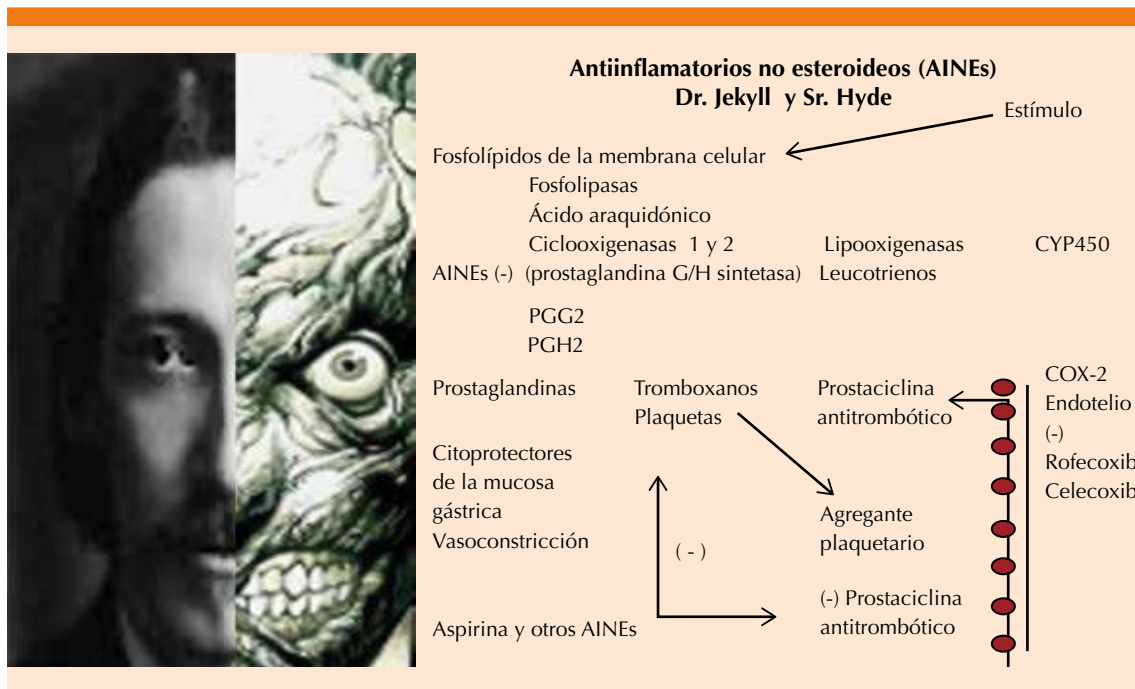 Antiinflamatorios no esteroideos (AINEs)
Dr. Jekyll y Sr. Hyde
Estímulo
Fosfolípidos de la membrana celular
Fosfolipasas
Ácido araquidónico
Ciclooxigenasas 1 y 2 Lipooxigenasas CYP450
AINEs (-) (prostaglandina G/H sintetasa) Leucotrienos
PGG2
PGH2
Prostaglandinas
Tromboxanos
Plaquetas
Prostaciclina
antitrombótico
COX-2
Endotelio
(-)
Rofecoxib
Celecoxib
Citoprotectores
de la mucosa
gástrica
Vasoconstricción
( - )
Agregante
plaquetario
(-) Prostaciclina
antitrombótico
Aspirina y otros AINEs